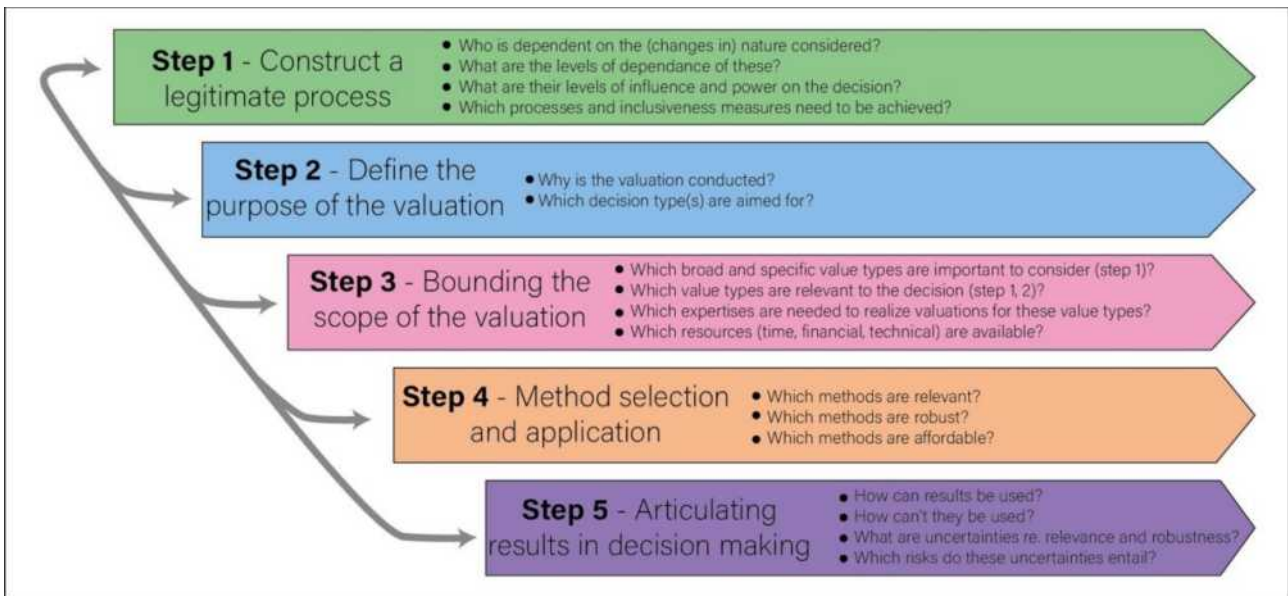 Step 1 - Construct a
legitimate process
● Who is dependent on the (changes in) nature considered?
● What are the levels of dependance of these?
● What are their levels of influence and power on the decision?
● Which processes and inclusiveness measures need to be achieved?
Step 2 - Define the
purpose of the valuation
● Why is the valuation conducted?
● Which decision type(s) are aimed for?
Step 3 - Bounding the
scope of the valuation
● Which broad and specific value types are important to consider (step 1)?
● Which value types are relevant to the decision (step 1, 2)?
● Which expertises are needed to realize valuations for these value types?
● Which resources (time, financial, technical) are available?
Step 4 - Method selection
and application
● Which methods are relevant?
● Which methods are robust?
● Which methods are affordable?
Step 5 - Articulating
results in decision making
● How can results be used?
● How can't they be used?
● What are uncertainties re. relevance and robustness?
● Which risks do these uncertainties entail?